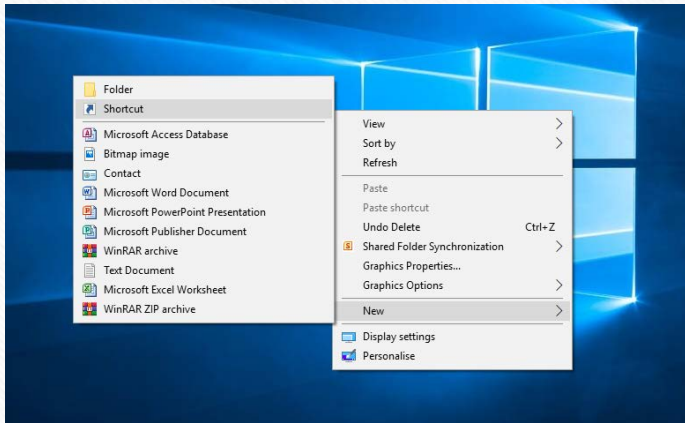 Folder
Shortcut
Microsoft Access Database
Bitmap image
Contact
Microsoft Word Document
Microsoft PowerPoint Presentation
Microsoft Publisher Document
WinRAR archive
Text Document
Microsoft Excel Worksheet
WinRAR ZIP archive
View
Sort by
Refresh
Paste
Paste shortcut
Undo Delete Ctrl+Z
Shared Folder Synchronization
Graphics Properties...
Graphics Options
New
Display settings
Personalise